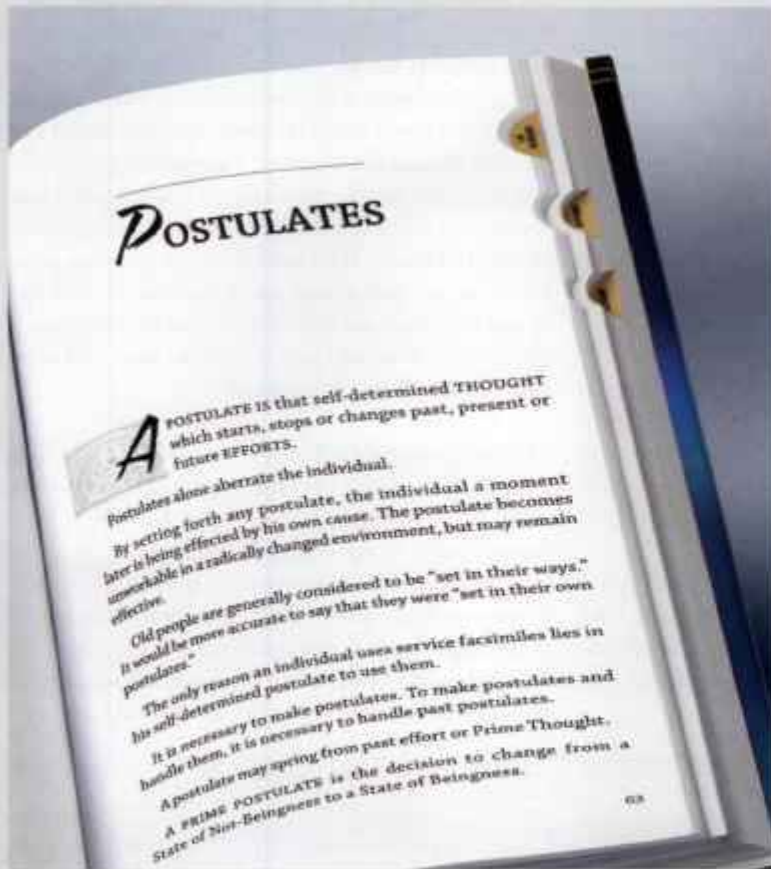 POSTULATES
A POSTULATE IS that self-determined THOUGHT
which starts, stops or changes past, present or
future EFFORTS.
Postulates alone aberrate the individual.
By setting forth any postulate, the individual a moment
later is being effected by his own cause. The postulate becomes
unworkable in a radically changed environment, but may remain
effective.
Old people are generally considered to be "set in their ways."
It would be more accurate to say that they were "set in their own
postulates."
The only reason an individual uses service facsimiles lies in
his self-determined postulate to use them.
It is necessary to make postulates. To make postulates and
handle them, it is necessary to handle past postulates.
A postulate may spring from past effort or Prime Thought.
A PRIME POSTULATE is the decision to change from a
State of Not-Beingness to a State of Beingness.